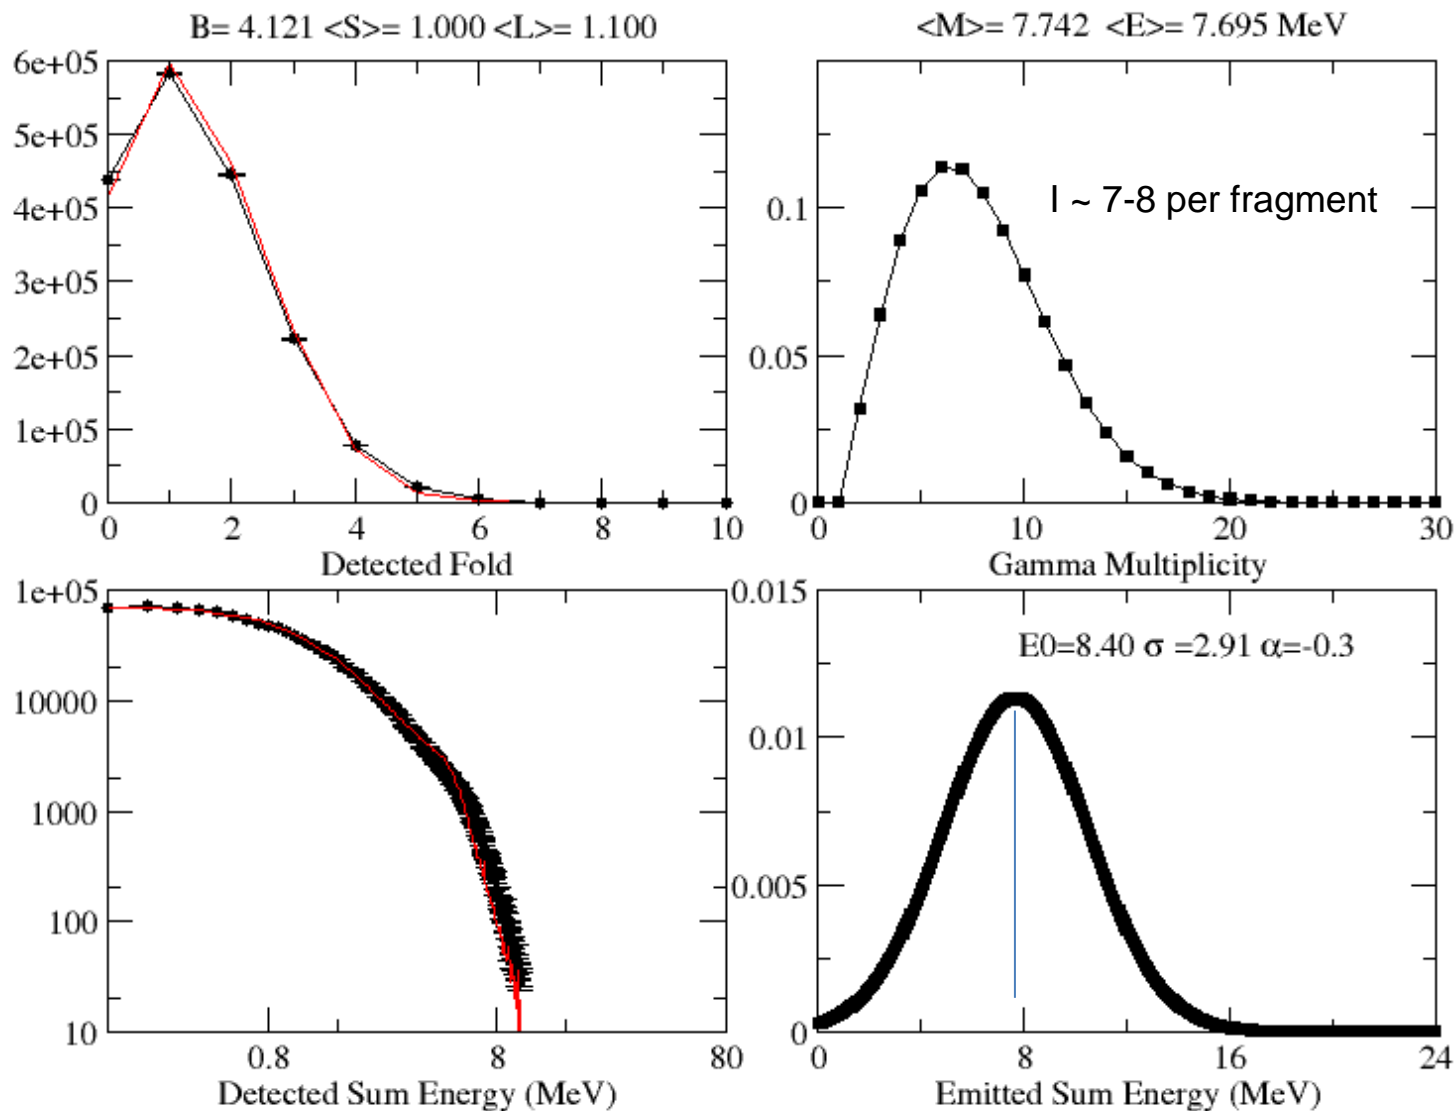 B= 4.121 <S>= 1.000 <L>= 1.100
<M>= 7.742 <E>= 7.695 MeV
6e+05
5e+05
4e+05
3e+05
2e+05
1e+05
0
0 2 4 6 8 10
Detected Fold
I ~ 7-8 per fragment
0.1
0.05
0
0 10 20 30
Gamma Multiplicity
1e+05
10000
1000
100
10
0.8 8 80
Detected Sum Energy (MeV)
E0=8.40 σ =2.91 α=-0.3
0.015
0.01
0.005
0
0 8 16 24
Emitted Sum Energy (MeV)